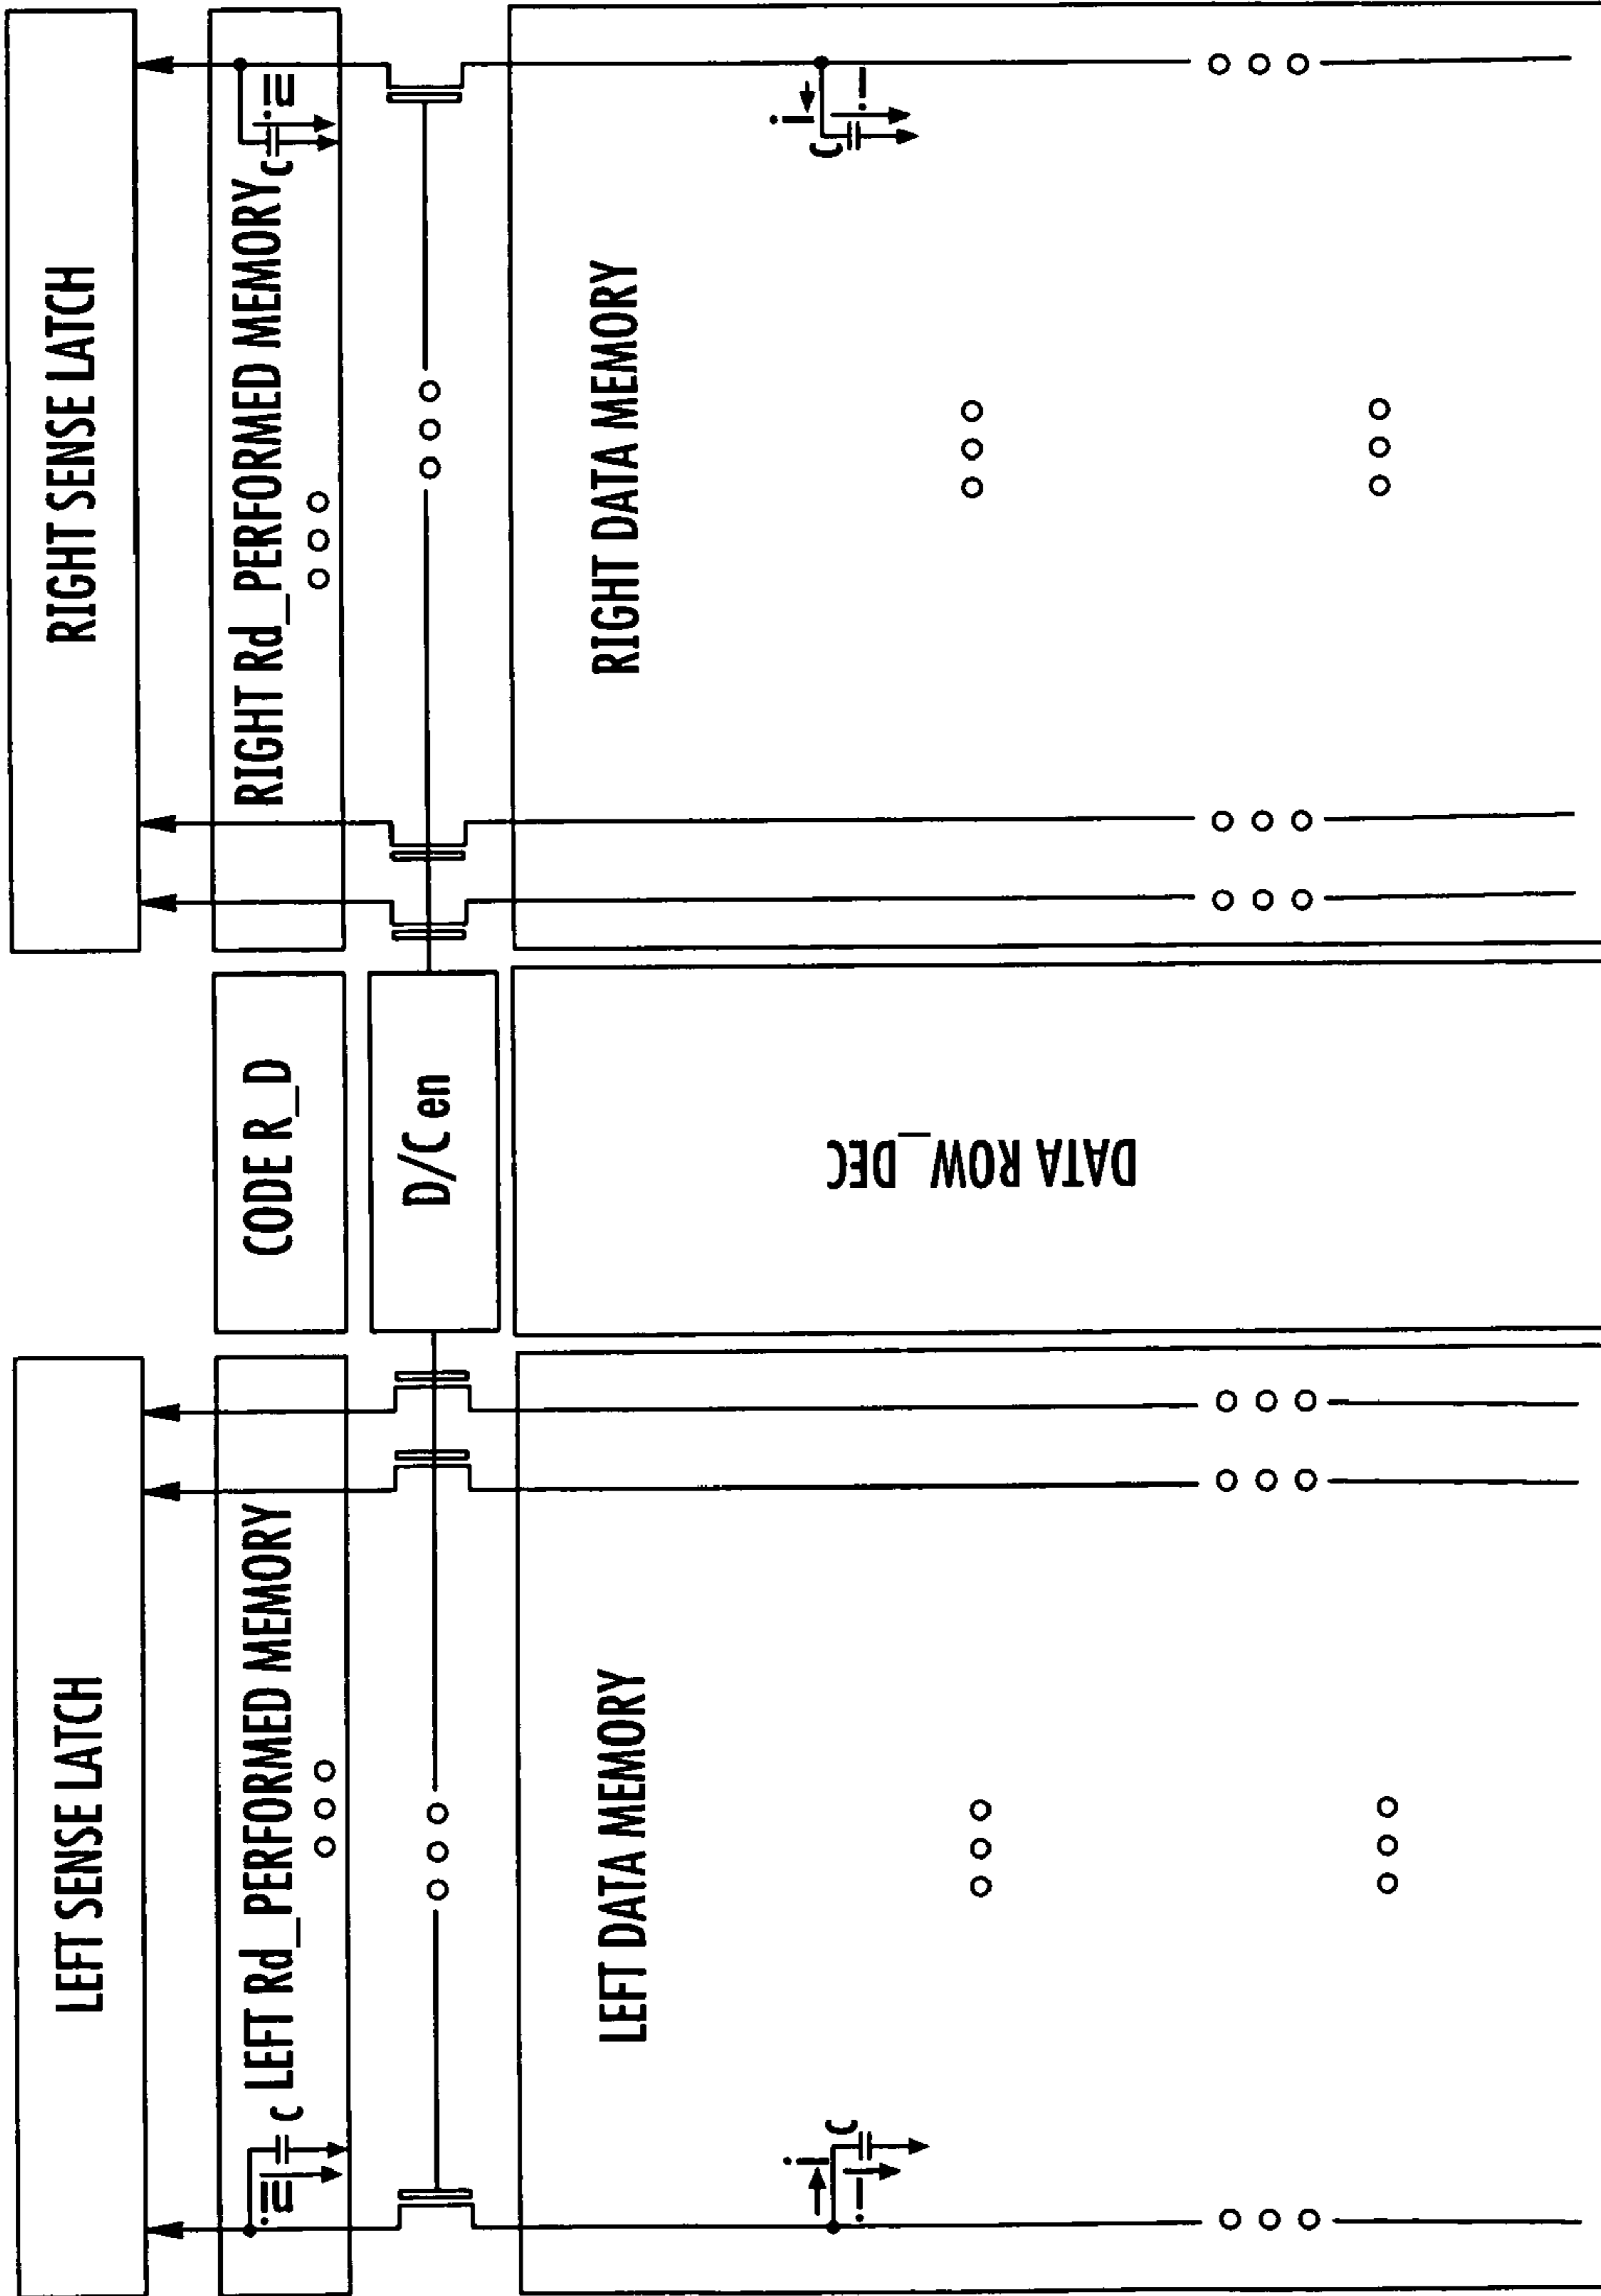 LEFT SENSE LATCH
RIGHT SENSE LATCH
C
LEFT Rd_PERFORMED MEMORY
CODE R_D
RIGHT Rd_PERFORMED MEMORY
C
D/C en
LEFT DATA MEMORY
DATA ROW_DEC
RIGHT DATA MEMORY
i
C
i
i
C
i